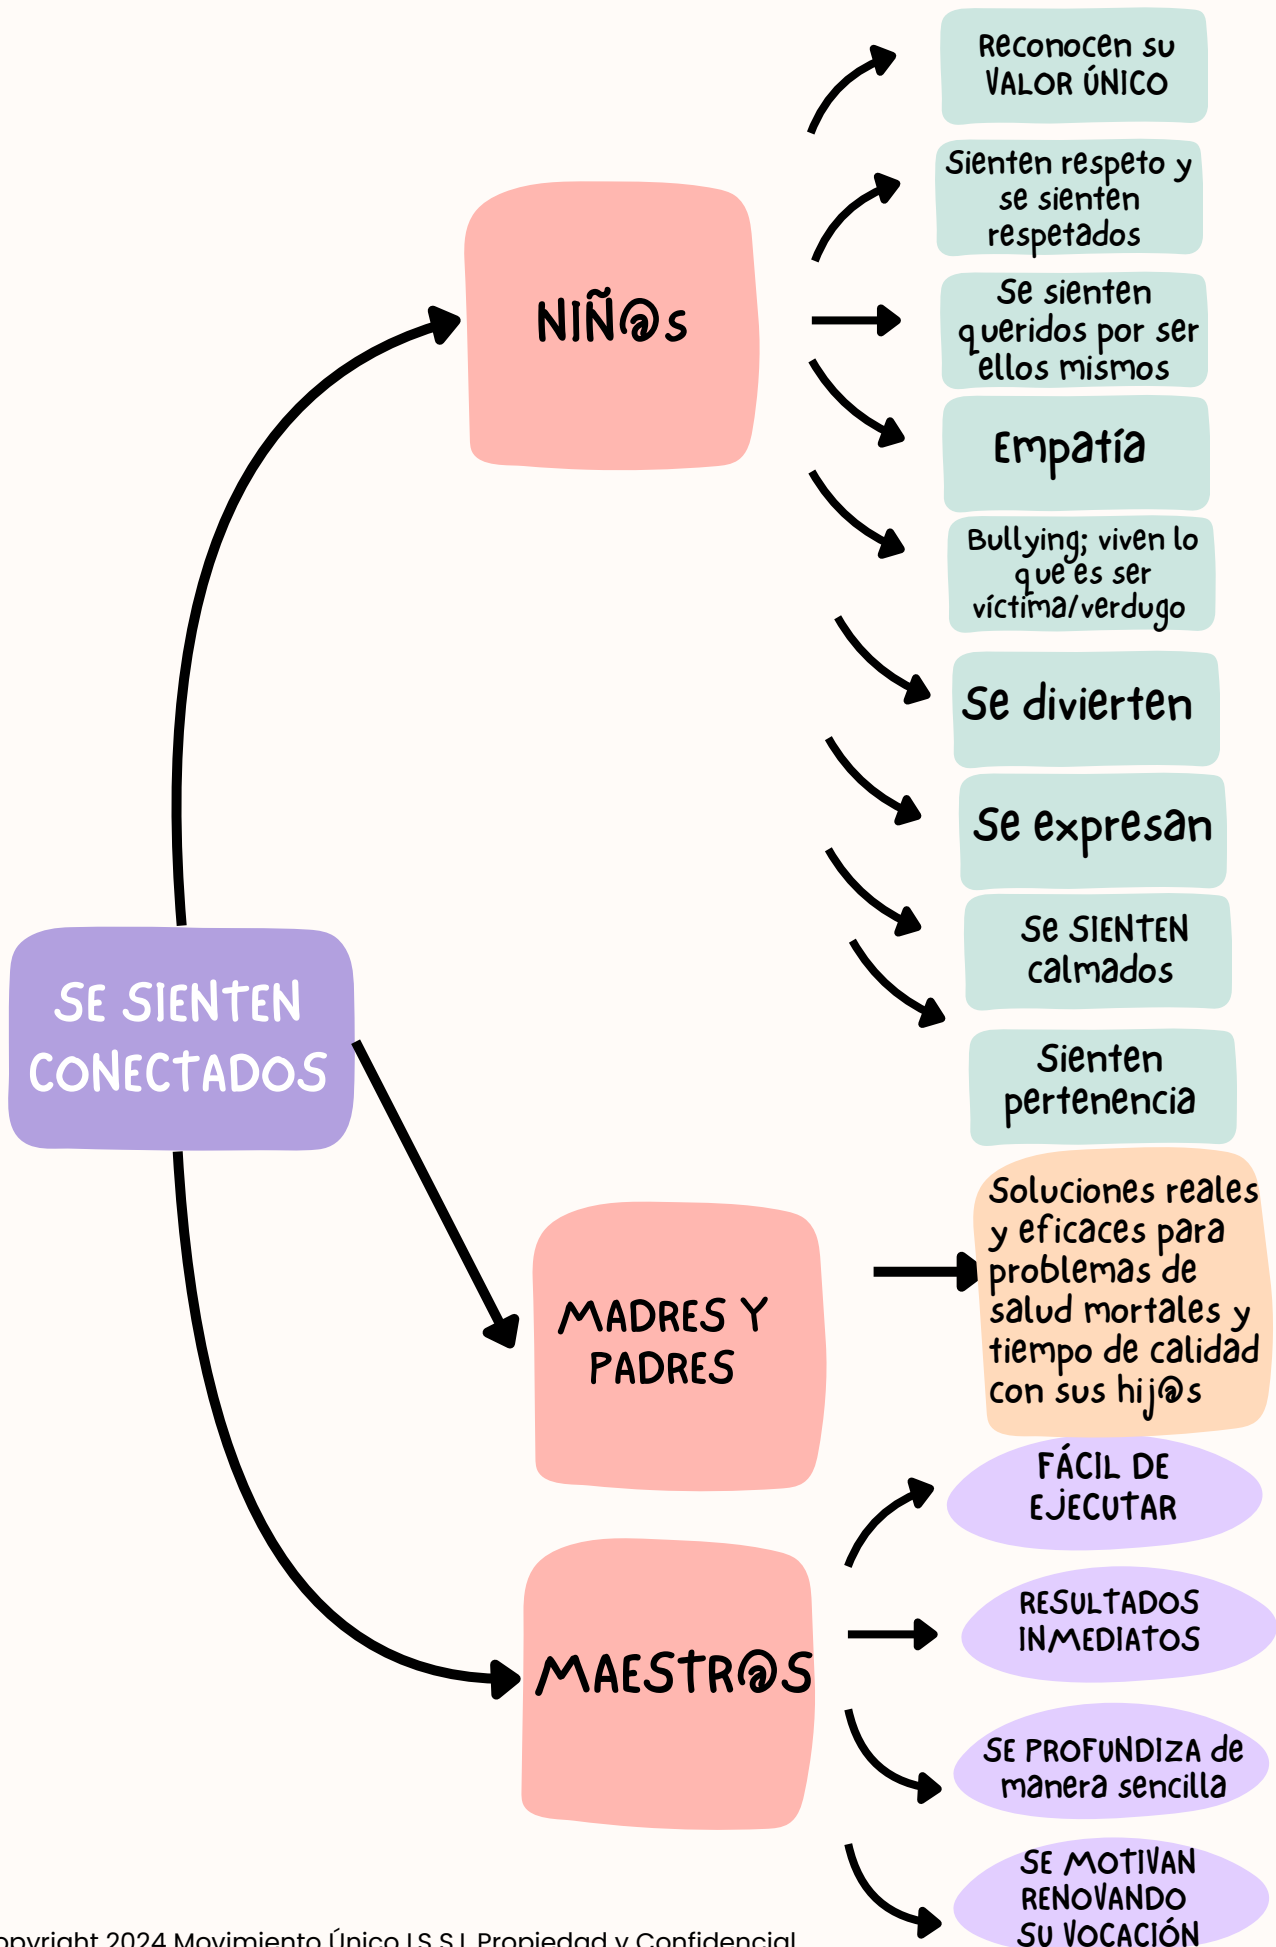 Reconocen su
VALOR ÚNICO
Sienten respeto y
se sienten
respetados
NIÑ@s
Se sienten
queridos por ser
ellos mismos
Empatía
Bullying; viven lo
que es ser
víctima/verdugo
Se divierten
Se expresan
Se SIENTEN
calmados
SE SIENTEN
CONECTADOS
Sienten
pertenencia
MADRES Y
PADRES
Soluciones reales
y eficaces para
problemas de
salud mortales y
tiempo de calidad
con sus hij@s
FÁCIL DE
EJECUTAR
MAESTR@S
RESULTADOS
INMEDIATOS
SE PROFUNDIZA de
manera sencilla
SE MOTIVAN
RENOVANDO
SU VOCACIÓN
opyright 2024 Movimiento Único I.S S.L Propiedad y Confidencial